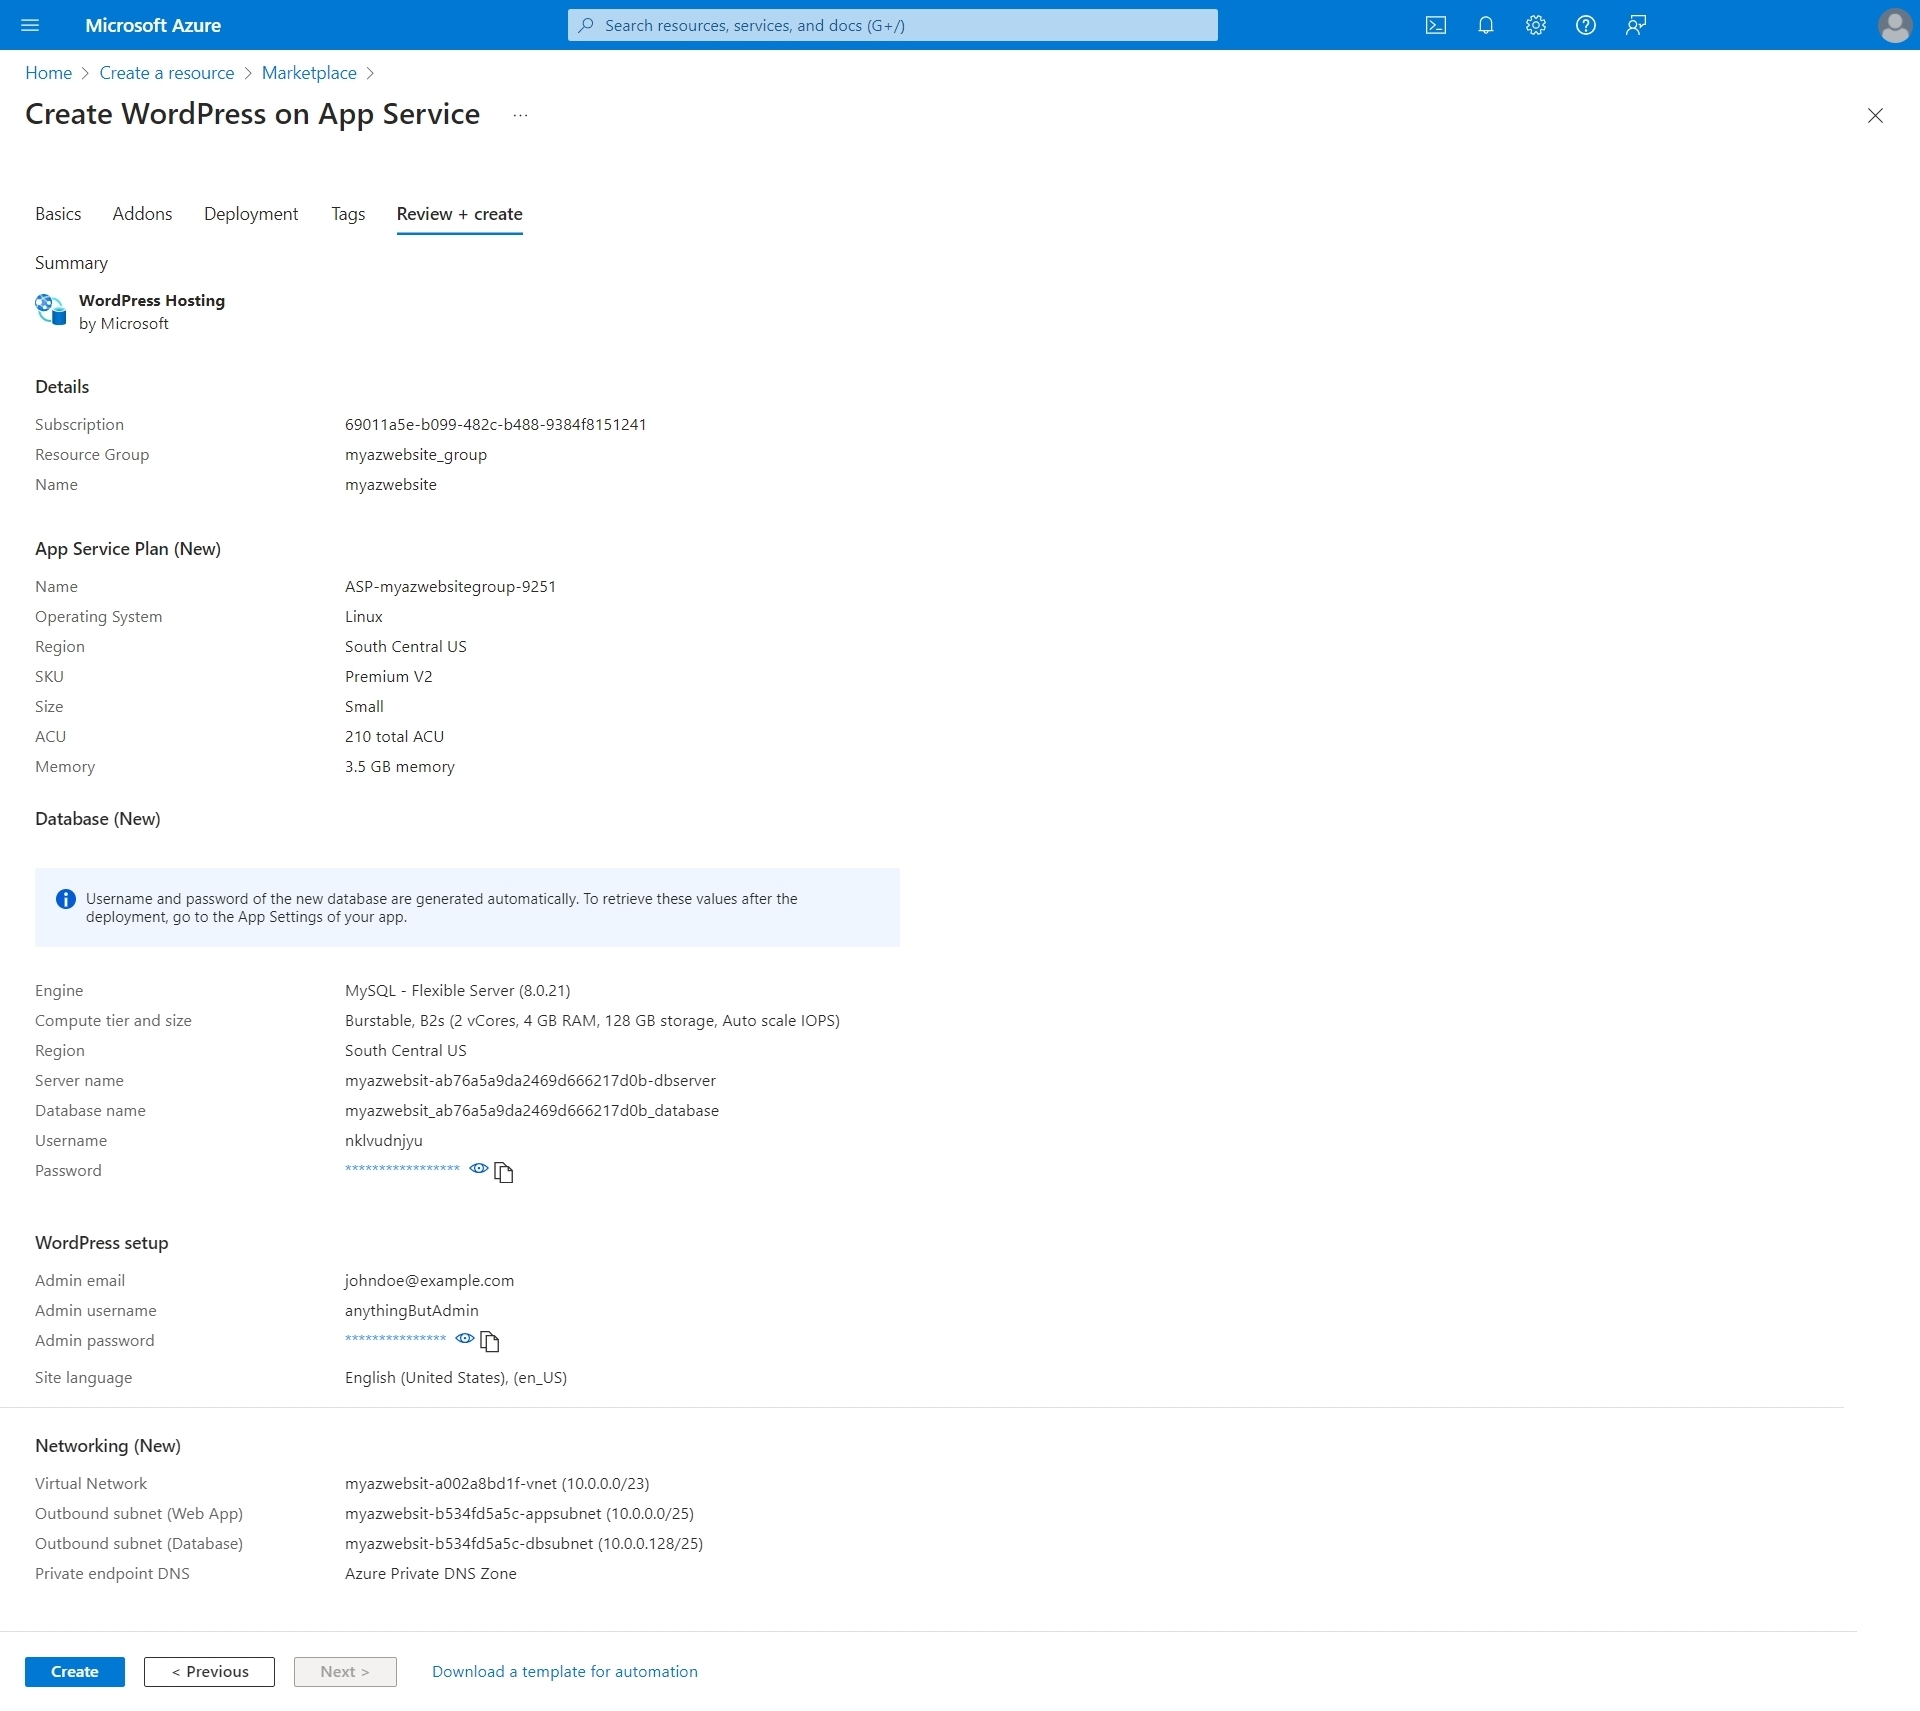 Microsoft Azure
Search resources, services, and docs (G+/)
Home > Create a resource > Marketplace >
Create WordPress on App Service ...
Basics Addons Deployment Tags Review + create
Summary
WordPress Hosting
by Microsoft
Details
Subscription 69011a5e-b099-482c-b488-9384f8151241
Resource Group myazwebsite_group
Name myazwebsite
App Service Plan (New)
Name ASP-myazwebsitegroup-9251
Operating System Linux
Region South Central US
SKU Premium V2
Size Small
ACU 210 total ACU
Memory 3.5 GB memory
Database (New)
Username and password of the new database are generated automatically. To retrieve these values after the
deployment, go to the App Settings of your app.
Engine MySQL - Flexible Server (8.0.21)
Compute tier and size Burstable, B2s (2 vCores, 4 GB RAM, 128 GB storage, Auto scale IOPS)
Region South Central US
Server name myazwebsit-ab76a5a9da2469d666217d0b-dbserver
Database name myazwebsit_ab76a5a9da2469d666217d0b_database
Username nklvudnjyu
Password *****************
WordPress setup
Admin email johndoe@example.com
Admin username anythingButAdmin
Admin password ***************
Site language English (United States), (en_US)
Networking (New)
Virtual Network myazwebsit-a002a8bd1f-vnet (10.0.0.0/23)
Outbound subnet (Web App) myazwebsit-b534fd5a5c-appsubnet (10.0.0.0/25)
Outbound subnet (Database) myazwebsit-b534fd5a5c-dbsubnet (10.0.0.128/25)
Private endpoint DNS Azure Private DNS Zone
Create < Previous Next > Download a template for automation